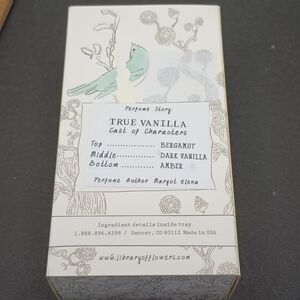 Perfume Story:
TRUE VANILLA
Cast of Characters
Top .............. BERGAMOT
Middle .............. DARK VANILLA
Bottom .............. AMBER
Perfume Author Margot Elena
Ingredient details inside tray
1.888.896.6398 / Denver, CO 80112 Made in USA
www.libraryofflowers.com